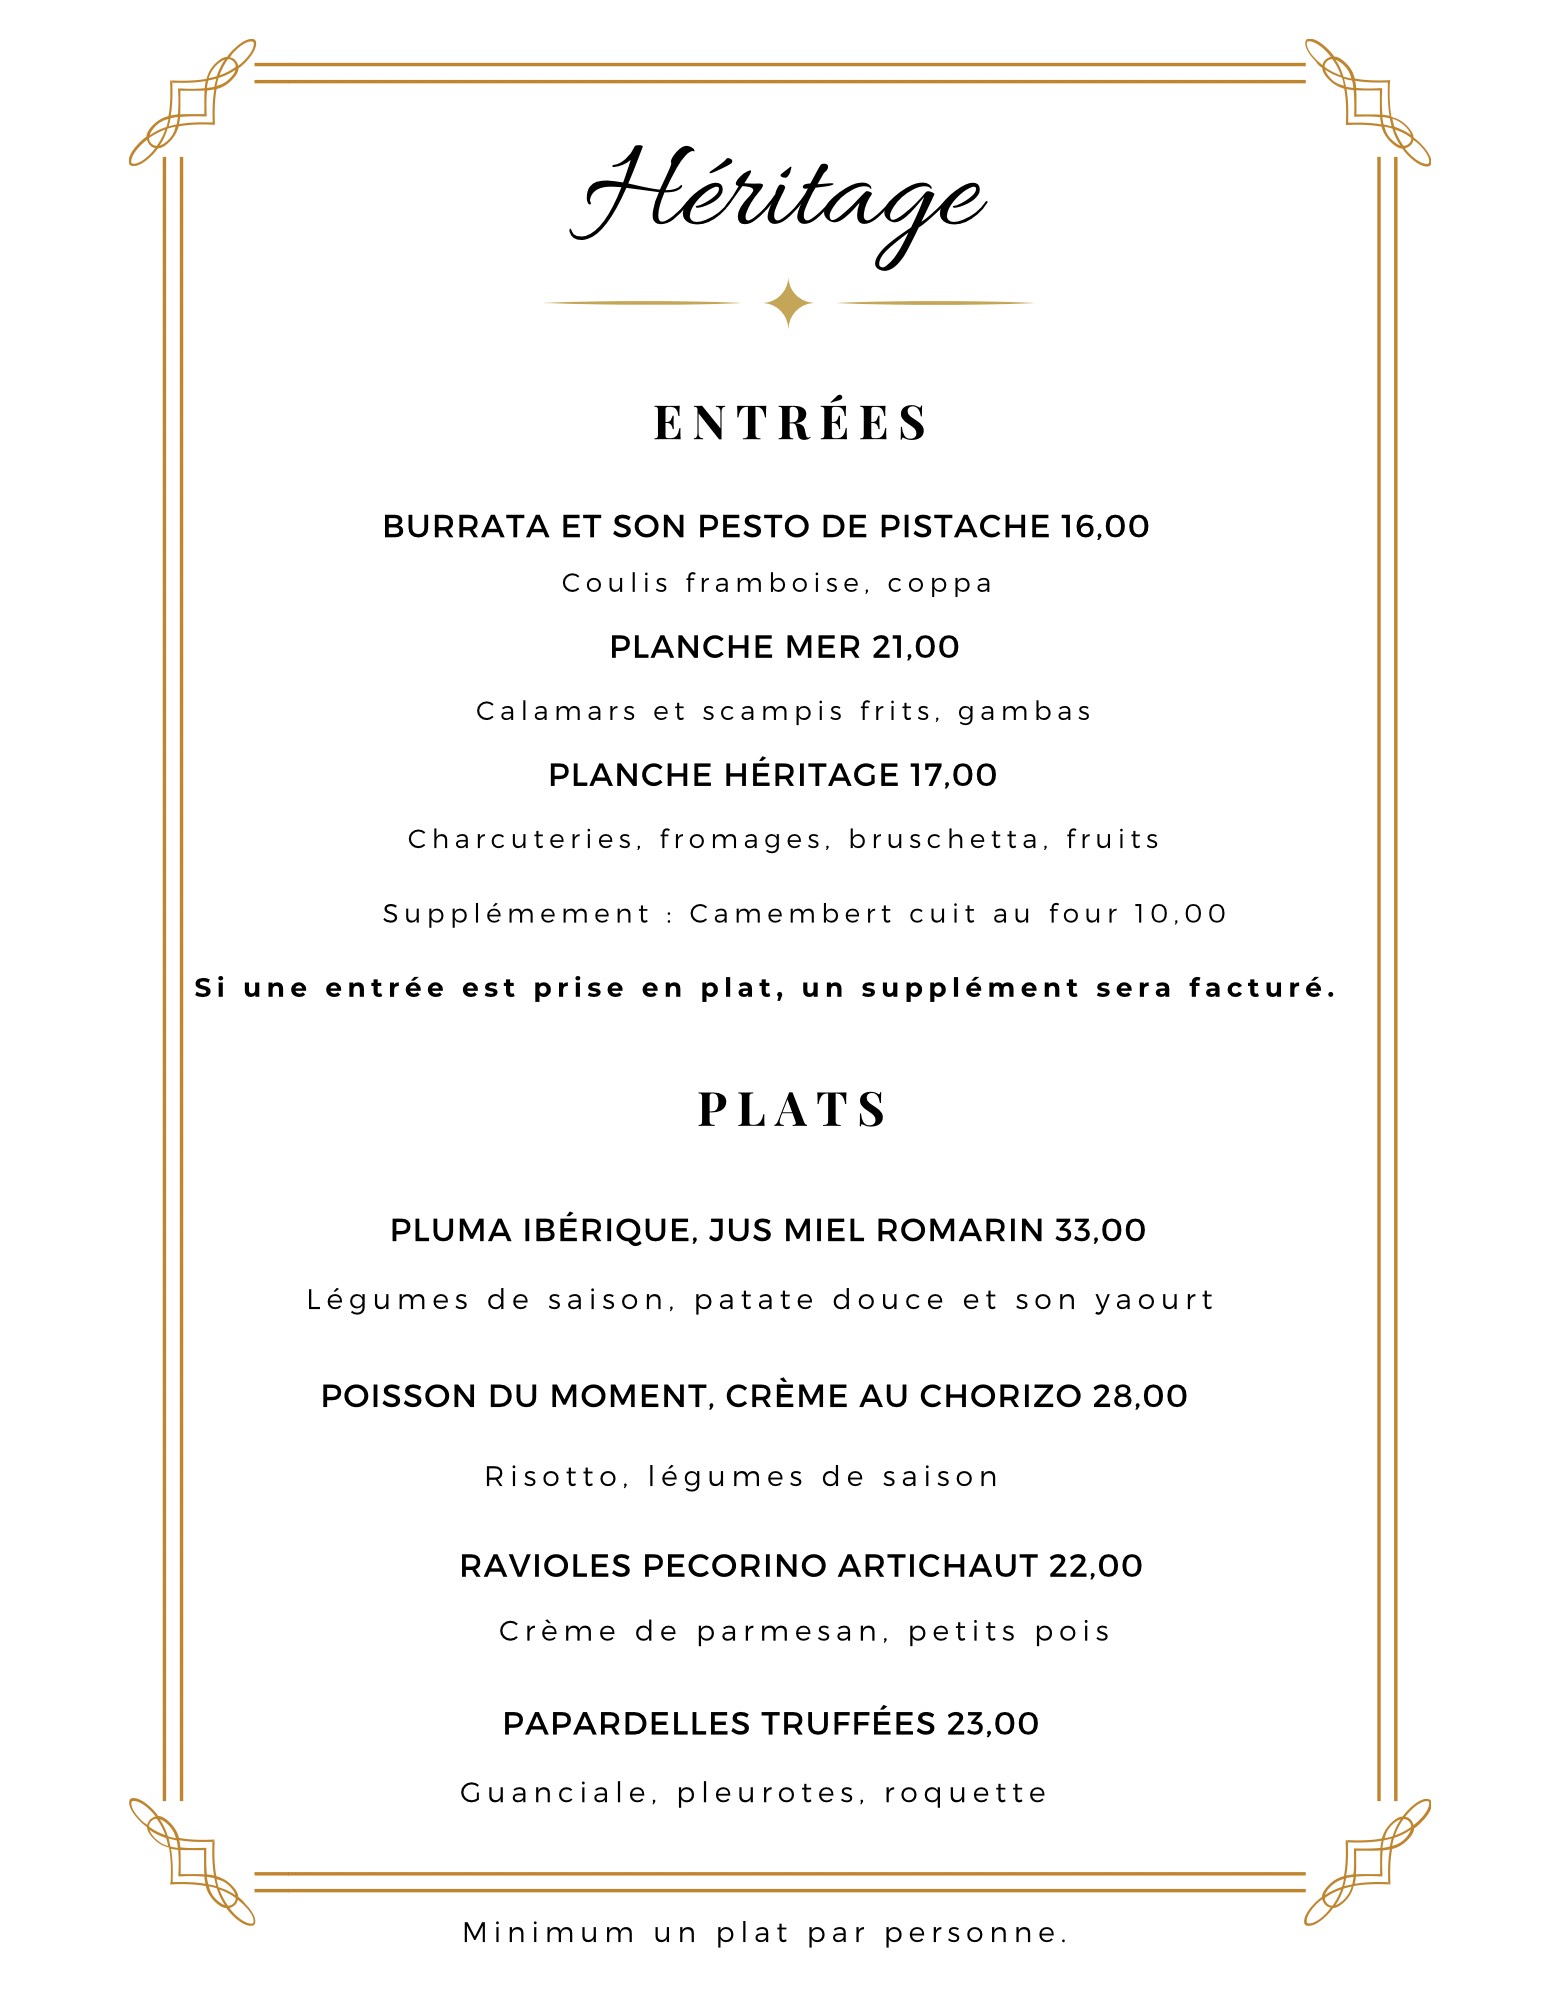 Héritage
ENTRÉES
BURRATA ET SON PESTO DE PISTACHE 16,00
Coulis framboise, coppa
PLANCHE MER 21,00
Calamars et scampis frits, gambas
PLANCHE HÉRITAGE 17,00
Charcuteries, fromages, bruschetta, fruits
Supplémement : Camembert cuit au four 10,00
Si une entrée est prise en plat, un supplément sera facturé.
PLATS
PLUMA IBÉRIQUE, JUS MIEL ROMARIN 33,00
Légumes de saison, patate douce et son yaourt
POISSON DU MOMENT, CRÈME AU CHORIZO 28,00
Risotto, légumes de saison
RAVIOLES PECORINO ARTICHAUT 22,00
Crème de parmesan, petits pois
PAPARDELLES TRUFFÉES 23,00
Guanciale, pleurotes, roquette
Minimum un plat par personne.